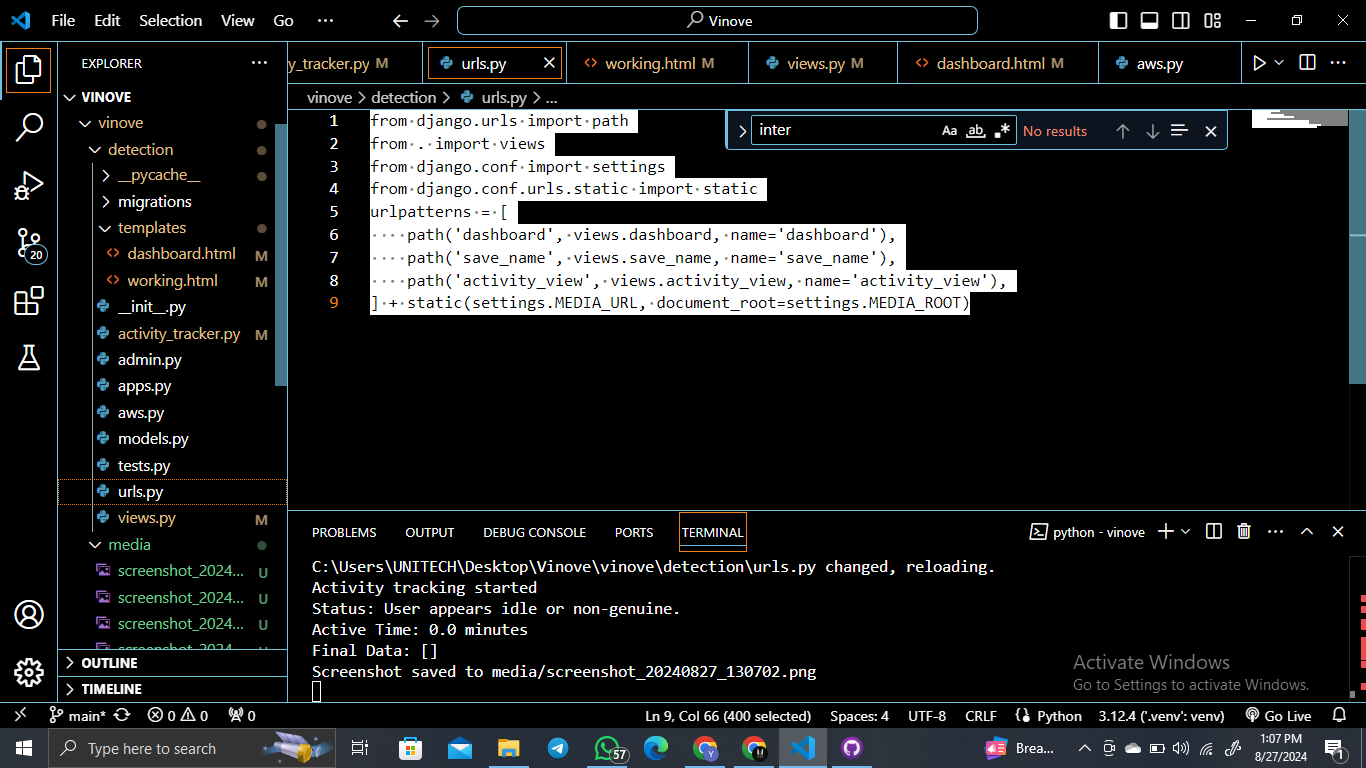 File Edit Selection View Go ··· Vinove
EXPLORER ···
y_tracker.py M urls.py working.html M views.py M dashboard.html M aws.py
VINOVE
vinove > detection > urls.py > ...
vinove
detection
__pycache__
migrations
templates
dashboard.html M
working.html M
__init__.py
activity_tracker.py M
admin.py
apps.py
aws.py
models.py
tests.py
urls.py
views.py M
media
screenshot_2024... U
screenshot_2024... U
screenshot_2024... U
OUTLINE
TIMELINE
20
inter Aa ab .* No results
1 from django.urls import path
2 from . import views
3 from django.conf import settings
4 from django.conf.urls.static import static
5 urlpatterns = [
6     path('dashboard', views.dashboard, name='dashboard'),
7     path('save_name', views.save_name, name='save_name'),
8     path('activity_view', views.activity_view, name='activity_view'),
9 ] + static(settings.MEDIA_URL, document_root=settings.MEDIA_ROOT)
PROBLEMS OUTPUT DEBUG CONSOLE PORTS TERMINAL python - vinove
C:\Users\UNITECH\Desktop\Vinove\vinove\detection\urls.py changed, reloading.
Activity tracking started
Status: User appears idle or non-genuine.
Active Time: 0.0 minutes
Final Data: []
Screenshot saved to media/screenshot_20240827_130702.png
Activate Windows
Go to Settings to activate Windows.
main* 0 0 0 Ln 9, Col 66 (400 selected) Spaces: 4 UTF-8 CRLF Python 3.12.4 ('.venv': venv) Go Live
Type here to search 57 Brea... 1:07 PM
8/27/2024 1